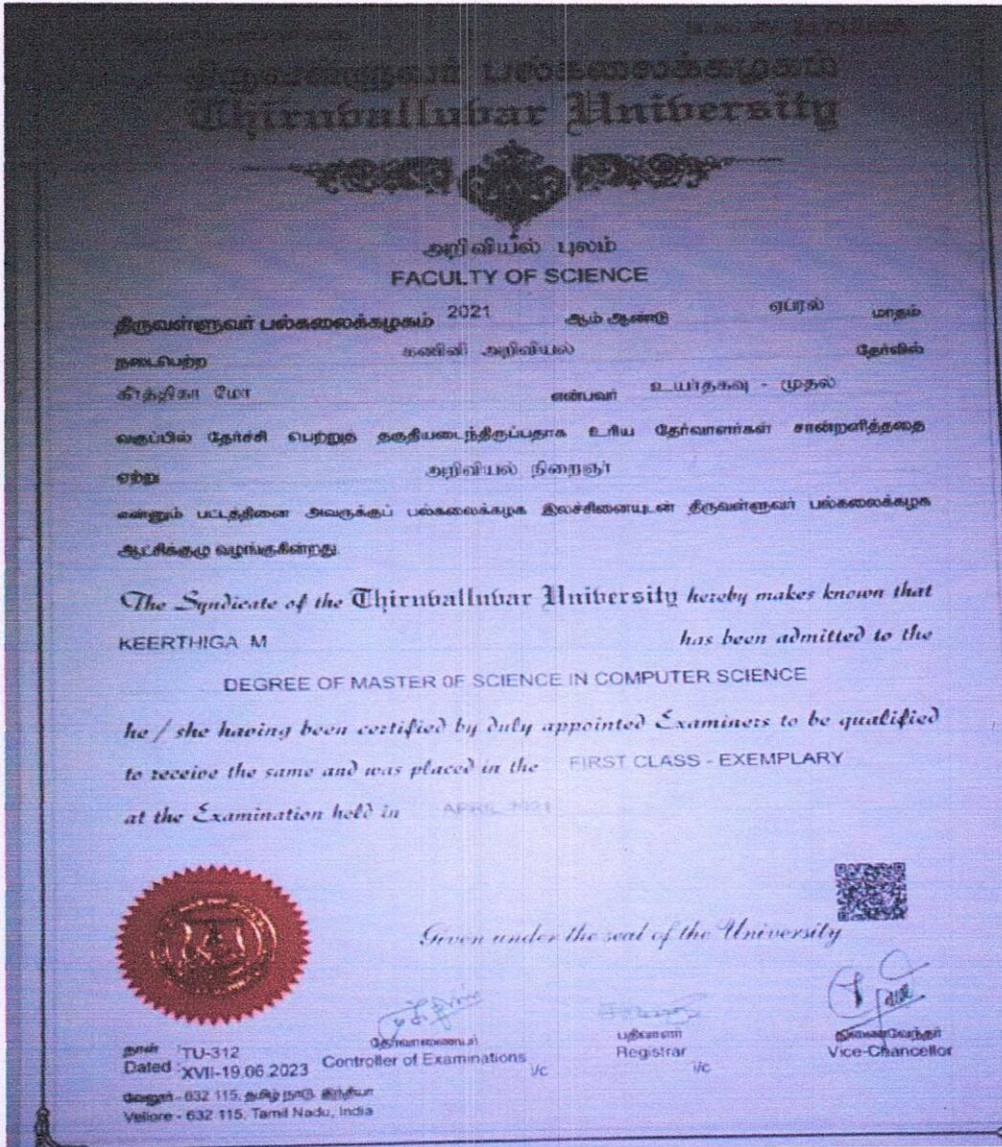 திருவள்ளுவர் பல்கலைக்கழகம்
Thiruvalluvar University
அறிவியல் புலம்
FACULTY OF SCIENCE
திருவள்ளுவர் பல்கலைக்கழகம் 2021 ஆம் ஆண்டு ஏப்ரல் மாதம்
நடைபெற்ற கணினி அறிவியல் தேர்வில்
கீர்த்திகா மோ என்பவர் உயர்தகவு - முதல்
வகுப்பில் தேர்ச்சி பெற்றுத் தகுதியடைந்திருப்பதாக உரிய தேர்வாளர்கள் சான்றளித்ததை
ஏற்று அறிவியல் நிறைஞர்
என்னும் பட்டத்தினை அவருக்குப் பல்கலைக்கழக இலச்சினையுடன் திருவள்ளுவர் பல்கலைக்கழக
ஆட்சிக்குழு வழங்குகின்றது.
The Syndicate of the Thiruvalluvar University hereby makes known that
KEERTHIGA M has been admitted to the
DEGREE OF MASTER OF SCIENCE IN COMPUTER SCIENCE
he / she having been certified by duly appointed Examiners to be qualified
to receive the same and was placed in the FIRST CLASS - EXEMPLARY
at the Examination held in APRIL 2021
Given under the seal of the University
தேர்வாணையர் பதிவாளர் துணைவேந்தர்
Controller of Examinations i/c Registrar i/c Vice-Chancellor
நாள் TU-312
Dated : XVII-19.06.2023
வேலூர் - 632 115, தமிழ் நாடு, இந்தியா
Vellore - 632 115, Tamil Nadu, India